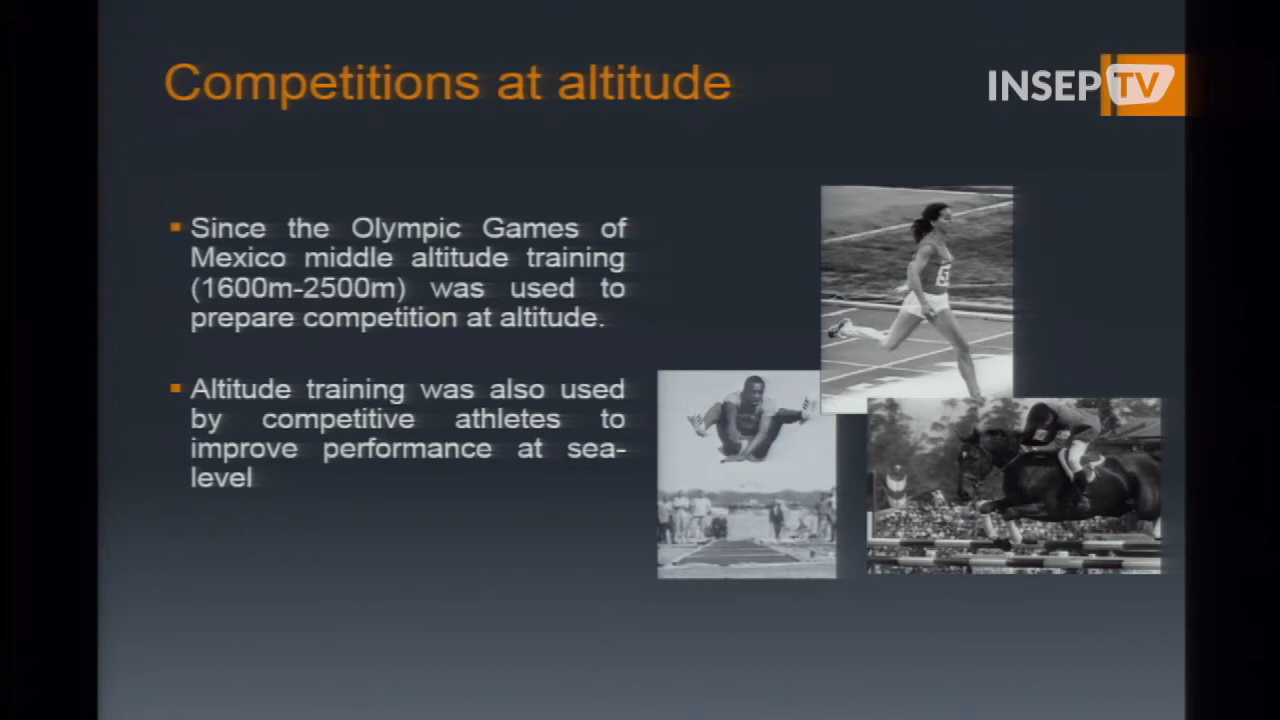 Competitions at altitude
INSEP TV
Since the Olympic Games of
Mexico middle altitude training
(1600m-2500m) was used to
prepare competition at altitude.
Altitude training was also used
by competitive athletes to
improve performance at sea-
level